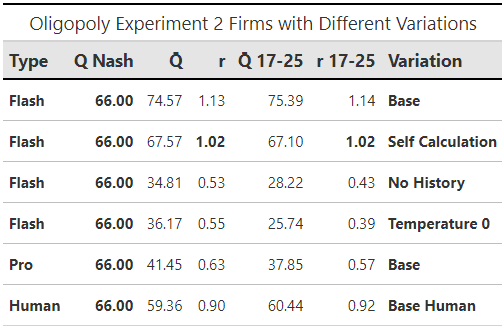 Oligopoly Experiment 2 Firms with Different Variations
Type Q Nash Q̄ r Q̄ 17-25 r 17-25 Variation
Flash 66.00 74.57 1.13 75.39 1.14 Base
Flash 66.00 67.57 1.02 67.10 1.02 Self Calculation
Flash 66.00 34.81 0.53 28.22 0.43 No History
Flash 66.00 36.17 0.55 25.74 0.39 Temperature 0
Pro 66.00 41.45 0.63 37.85 0.57 Base
Human 66.00 59.36 0.90 60.44 0.92 Base Human